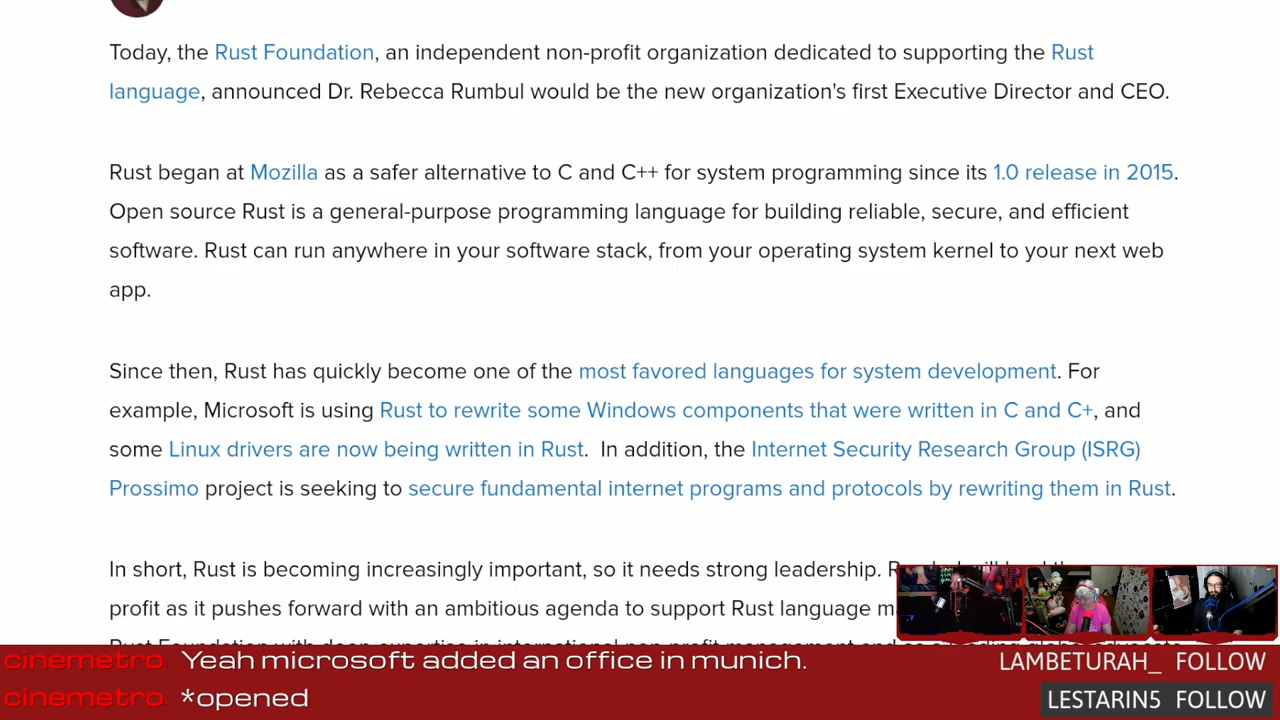 Today, the Rust Foundation, an independent non-profit organization dedicated to supporting the Rust
language, announced Dr. Rebecca Rumbul would be the new organization's first Executive Director and CEO.
Rust began at Mozilla as a safer alternative to C and C++ for system programming since its 1.0 release in 2015.
Open source Rust is a general-purpose programming language for building reliable, secure, and efficient
software. Rust can run anywhere in your software stack, from your operating system kernel to your next web
app.
Since then, Rust has quickly become one of the most favored languages for system development. For
example, Microsoft is using Rust to rewrite some Windows components that were written in C and C+, and
some Linux drivers are now being written in Rust. In addition, the Internet Security Research Group (ISRG)
Prossimo project is seeking to secure fundamental internet programs and protocols by rewriting them in Rust.
In short, Rust is becoming increasingly important, so it needs strong leadership.
profit as it pushes forward with an ambitious agenda to support Rust language
cinemetro: Yeah microsoft added an office in munich.
cinemetro: *opened
LAMBETURAH_ FOLLOW
LESTARIN5 FOLLOW